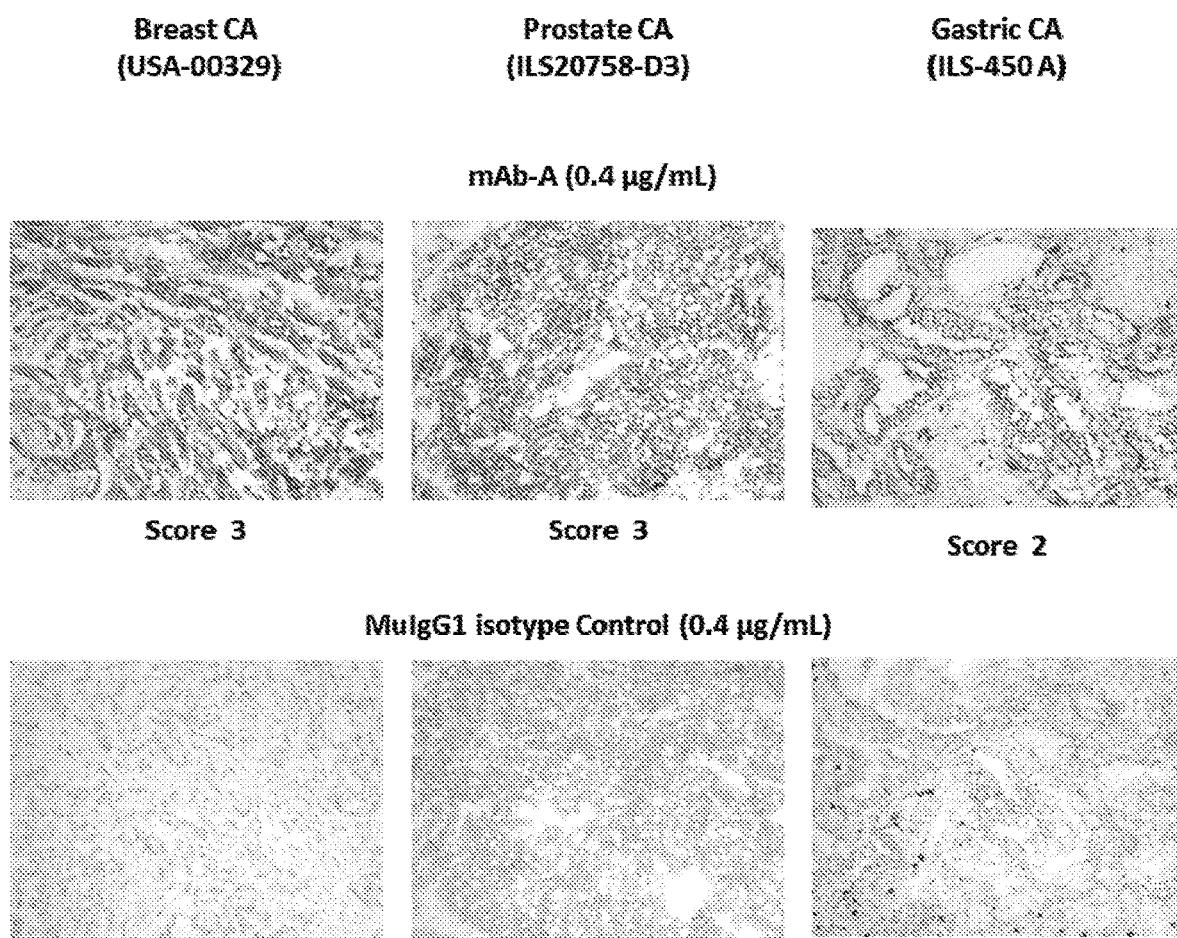 Breast CA
(USA-00329)
Prostate CA
(ILS20758-D3)
Gastric CA
(ILS-450 A)
mAb-A (0.4 µg/mL)
Score 3
Score 3
Score 2
MuIgG1 isotype Control (0.4 µg/mL)